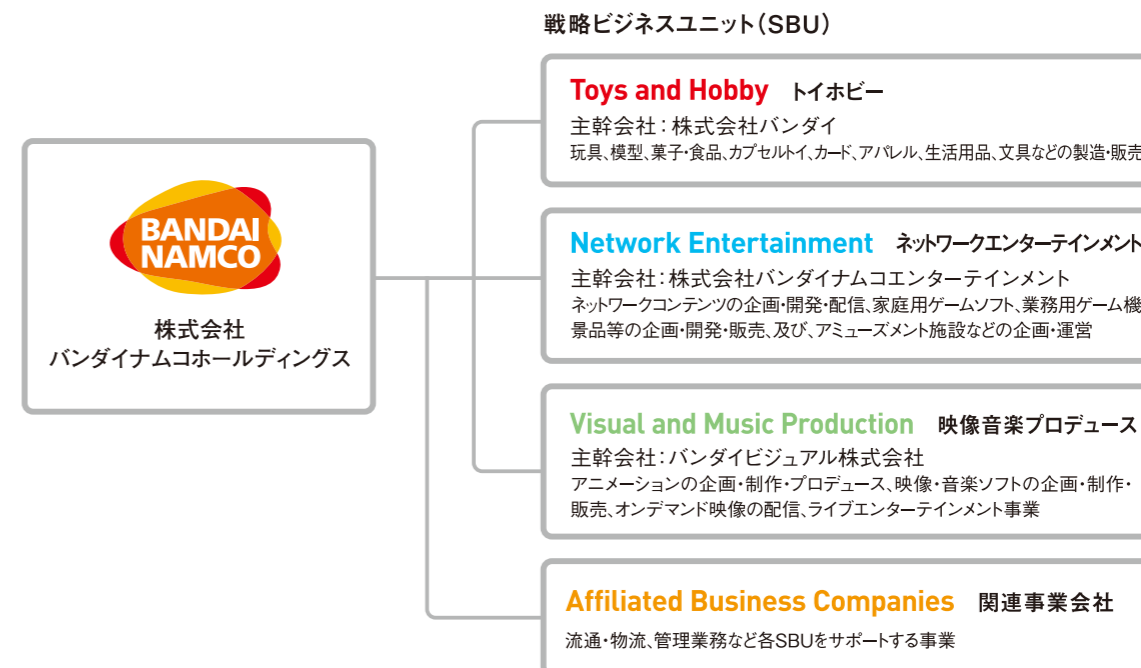 戦略ビジネスユニット(SBU)
Toys and Hobby トイホビー
主幹会社:株式会社バンダイ
玩具、模型、菓子・食品、カプセルトイ、カード、アパレル、生活用品、文具などの製造・販売
BANDAI
NAMCO
株式会社
バンダイナムコホールディングス
Network Entertainment ネットワークエンターテインメント
主幹会社:株式会社バンダイナムコエンターテインメント
ネットワークコンテンツの企画・開発・配信、家庭用ゲームソフト、業務用ゲーム機
景品等の企画・開発・販売、及び、アミューズメント施設などの企画・運営
Visual and Music Production 映像音楽プロデュース
主幹会社:バンダイビジュアル株式会社
アニメーションの企画・制作・プロデュース、映像・音楽ソフトの企画・制作・
販売、オンデマンド映像の配信、ライブエンターテインメント事業
Affiliated Business Companies 関連事業会社
流通・物流、管理業務など各SBUをサポートする事業